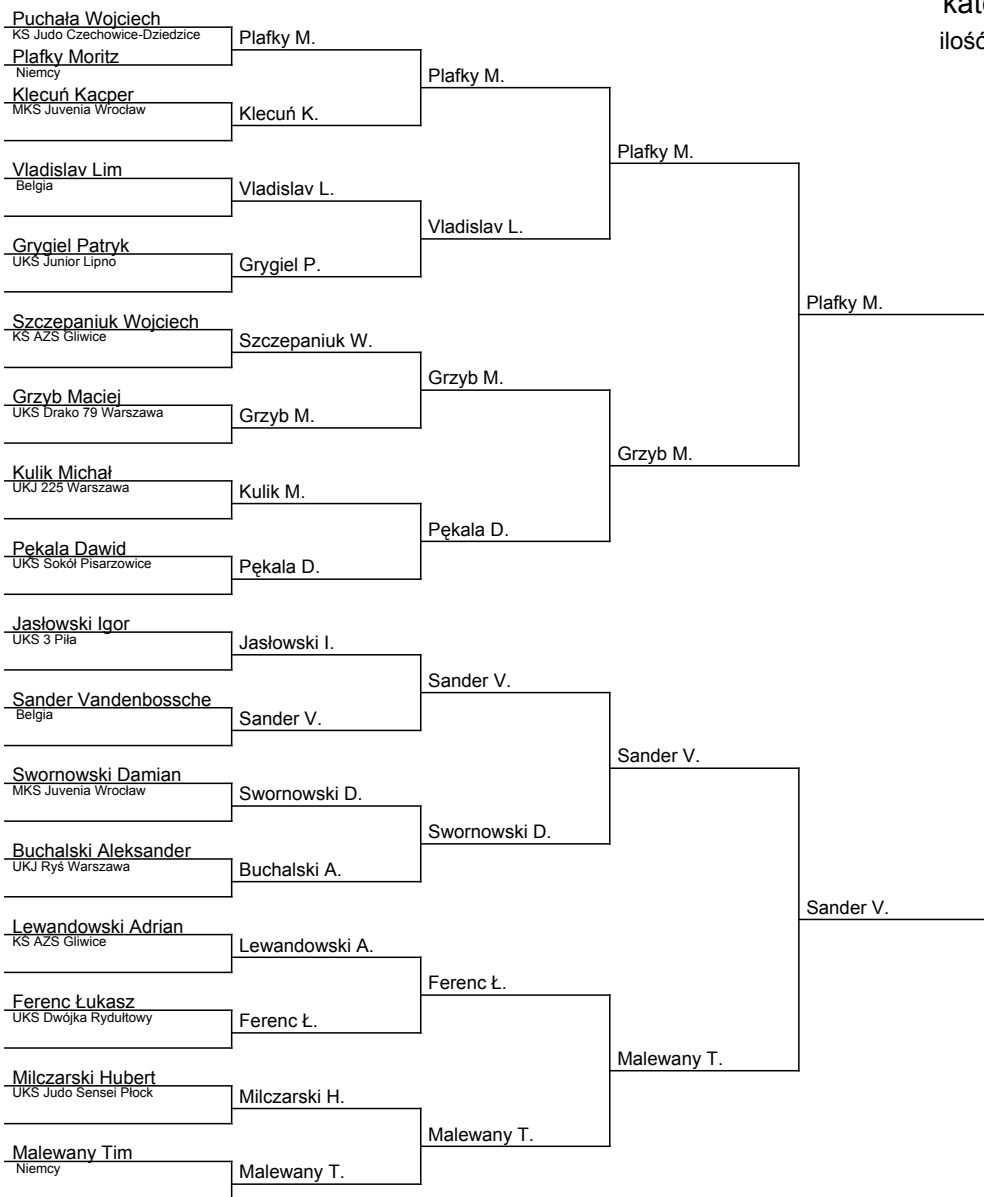 kate
ilość
Puchała Wojciech
KS Judo Czechowice-Dziedzice
Plafky Moritz
Niemcy
Klecuń Kacper
MKS Juvenia Wrocław
Vladislav Lim
Belgia
Grygiel Patryk
UKS Junior Lipno
Szczepaniuk Wojciech
KS AZS Gliwice
Grzyb Maciej
UKS Drako 79 Warszawa
Kulik Michał
UKJ 225 Warszawa
Pękala Dawid
UKS Sokół Pisarzowice
Jasłowski Igor
UKS 3 Piła
Sander Vandenbossche
Belgia
Swornowski Damian
MKS Juvenia Wrocław
Buchalski Aleksander
UKJ Ryś Warszawa
Lewandowski Adrian
KS AZS Gliwice
Ferenc Łukasz
UKS Dwójka Rydułtowy
Milczarski Hubert
UKS Judo Sensei Płock
Malewany Tim
Niemcy
Plafky M.
Klecuń K.
Vladislav L.
Grygiel P.
Szczepaniuk W.
Grzyb M.
Kulik M.
Pękala D.
Jasłowski I.
Sander V.
Swornowski D.
Buchalski A.
Lewandowski A.
Ferenc Ł.
Milczarski H.
Malewany T.
Plafky M.
Vladislav L.
Grzyb M.
Pękala D.
Sander V.
Swornowski D.
Ferenc Ł.
Malewany T.
Plafky M.
Grzyb M.
Sander V.
Malewany T.
Plafky M.
Sander V.